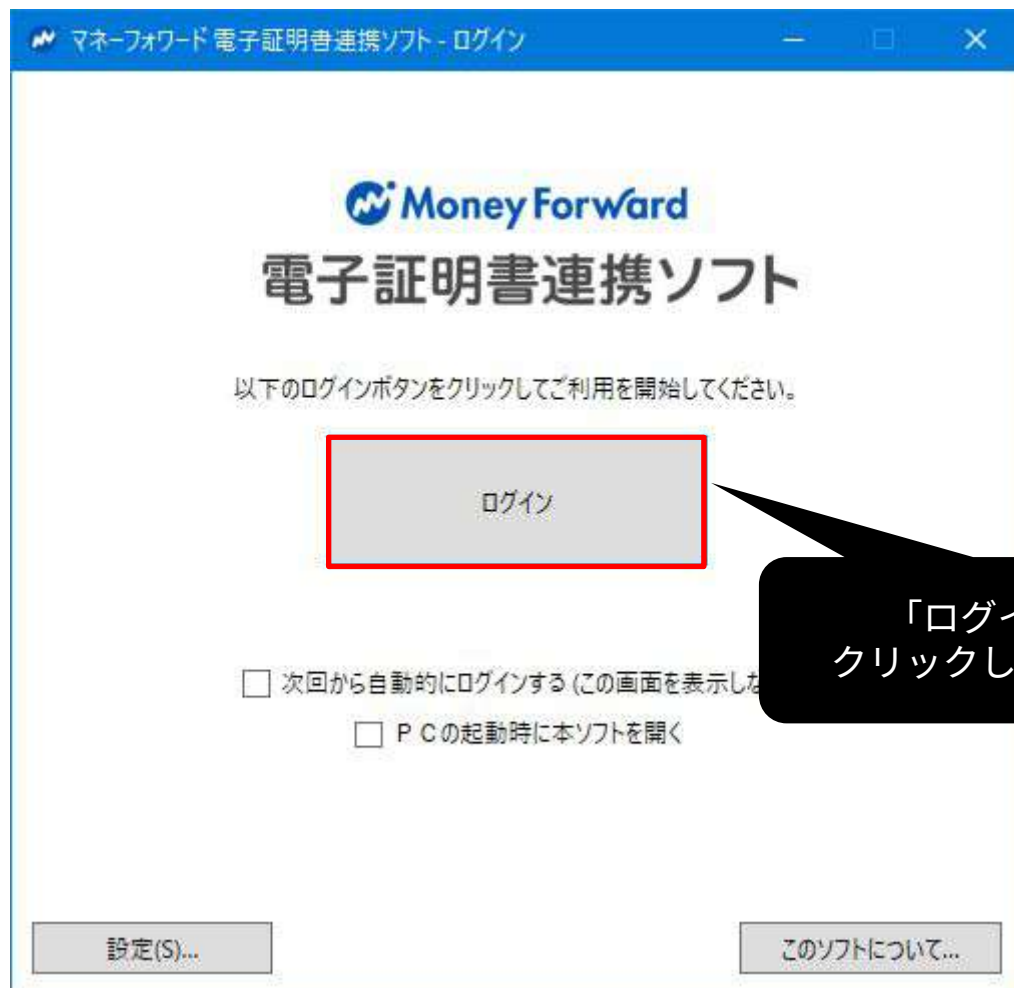 マネーフォワード 電子証明書連携ソフト - ログイン
Money Forward
電子証明書連携ソフト
以下のログインボタンをクリックしてご利用を開始してください。
ログイン
「ログイ
クリックし
次回から自動的にログインする (この画面を表示しな
ＰＣの起動時に本ソフトを開く
設定(S)...
このソフトについて...